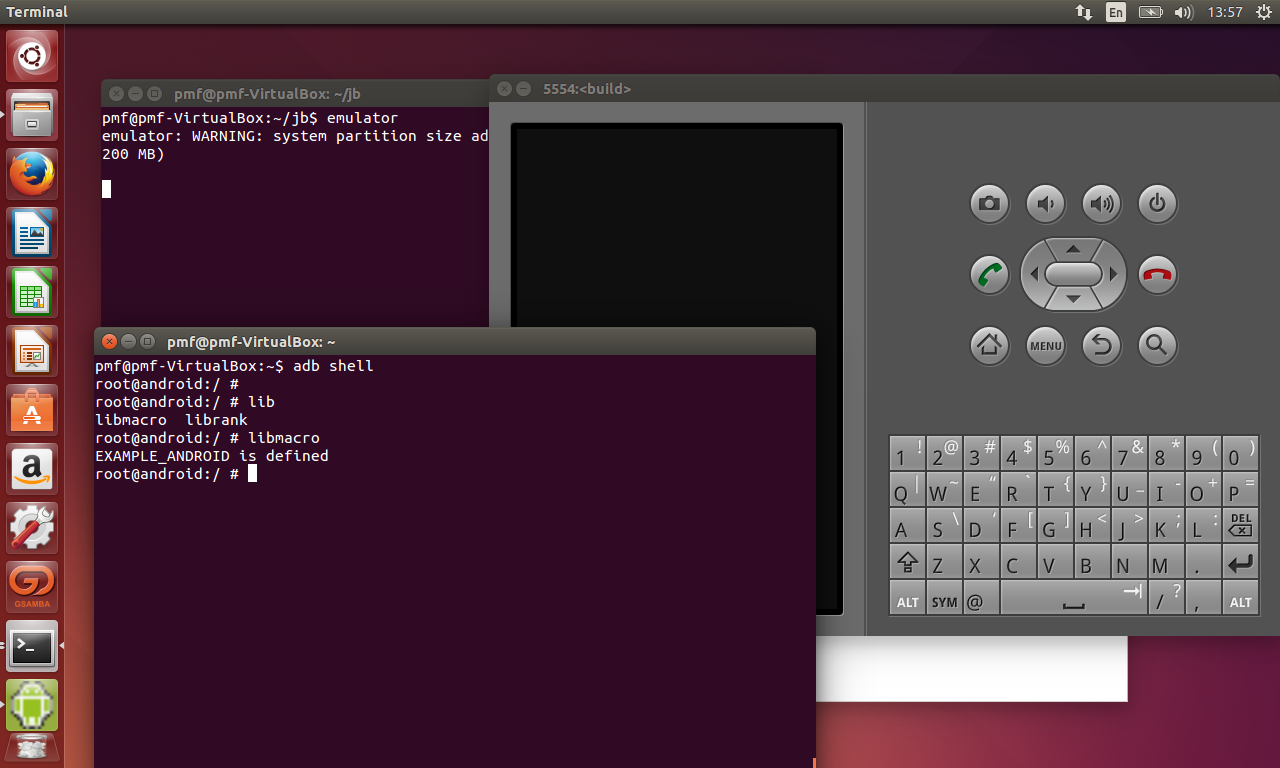 Terminal
En
13:57
pmf@pmf-VirtualBox: ~/jb
pmf@pmf-VirtualBox:~/jb$ emulator
emulator: WARNING: system partition size ad
200 MB)
5554:<build>
MENU
1 ! 2 @ 3 # 4 $ 5 % 6 ^ 7 & 8 * 9 ( 0 )
Q | W ~ E “ R ` T { Y } U _ I - O + P =
A S \ D ‘ F [ G ] H < J > K ; L : DEL
Z X C V B N M .
ALT SYM @ / ? , ALT
pmf@pmf-VirtualBox: ~
pmf@pmf-VirtualBox:~$ adb shell
root@android:/ #
root@android:/ # lib
libmacro  librank
root@android:/ # libmacro
EXAMPLE_ANDROID is defined
root@android:/ #
GSAMBA